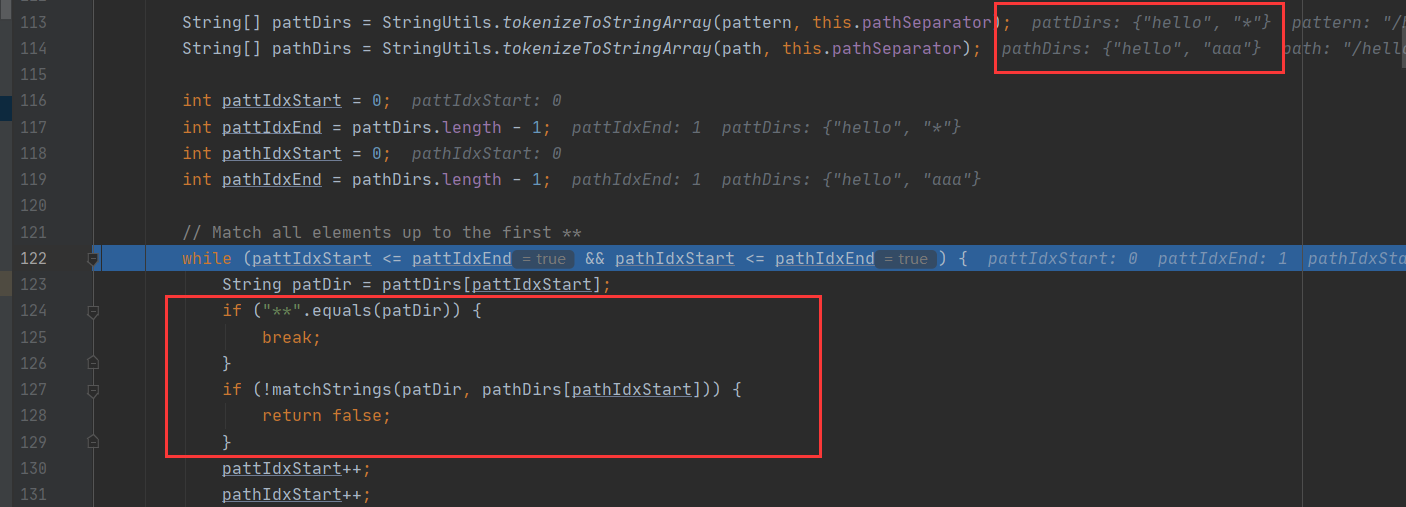 113 String[] pattDirs = StringUtils.tokenizeToStringArray(pattern, this.pathSeparator); pattDirs: {"hello", "*"} pattern: "/h
114 String[] pathDirs = StringUtils.tokenizeToStringArray(path, this.pathSeparator); pathDirs: {"hello", "aaa"} path: "/hello
115
116 int pattIdxStart = 0; pattIdxStart: 0
117 int pattIdxEnd = pattDirs.length - 1; pattIdxEnd: 1 pattDirs: {"hello", "*"}
118 int pathIdxStart = 0; pathIdxStart: 0
119 int pathIdxEnd = pathDirs.length - 1; pathIdxEnd: 1 pathDirs: {"hello", "aaa"}
120
121 // Match all elements up to the first **
122 while (pattIdxStart <= pattIdxEnd = true && pathIdxStart <= pathIdxEnd = true ) { pattIdxStart: 0 pattIdxEnd: 1 pathIdxSta
123 String patDir = pattDirs[pattIdxStart];
124 if ("**".equals(patDir)) {
125 break;
126 }
127 if (!matchStrings(patDir, pathDirs[pathIdxStart])) {
128 return false;
129 }
130 pattIdxStart++;
131 pathIdxStart++;